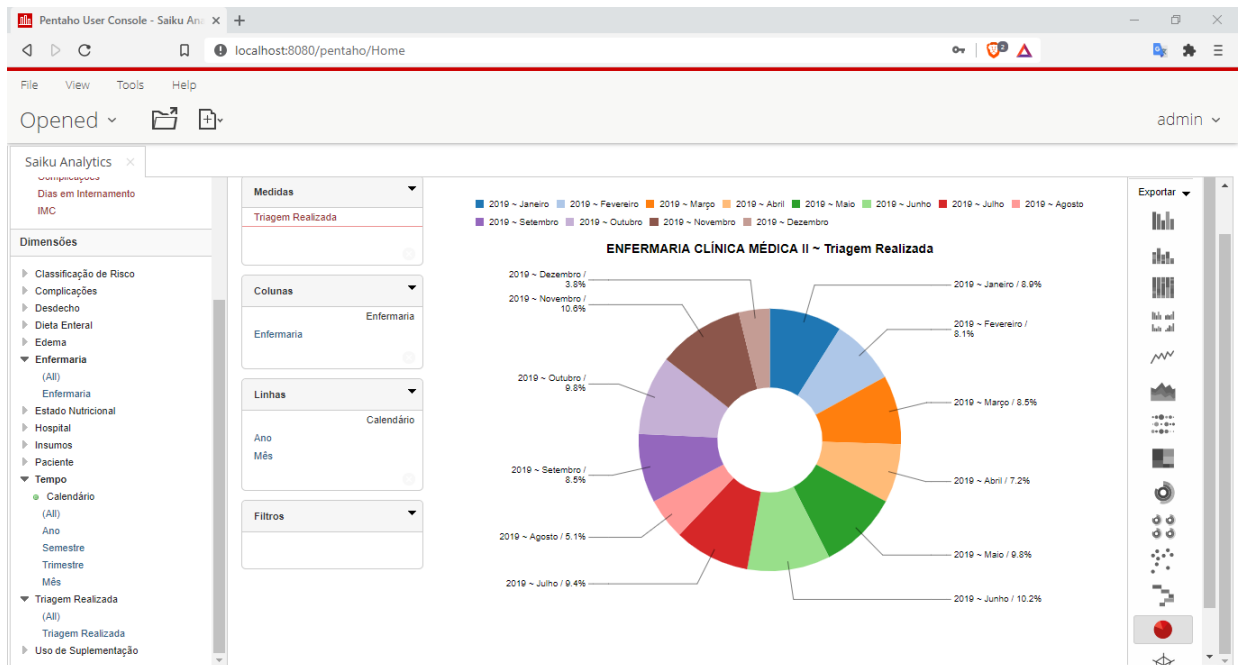 Pentaho User Console - Saiku Ana
localhost:8080/pentaho/Home
2
File View Tools Help
Opened
admin
Saiku Analytics
Complicações
Dias em Internamento
IMC
Dimensões
Classificação de Risco
Complicações
Desdecho
Dieta Enteral
Edema
Enfermaria
(All)
Enfermaria
Estado Nutricional
Hospital
Insumos
Paciente
Tempo
Calendário
(All)
Ano
Semestre
Trimestre
Mês
Triagem Realizada
(All)
Triagem Realizada
Uso de Suplementação
Medidas
Triagem Realizada
Colunas
Enfermaria
Enfermaria
Linhas
Calendário
Ano
Mês
Filtros
2019 ~ Janeiro 2019 ~ Fevereiro 2019 ~ Março 2019 ~ Abril 2019 ~ Maio 2019 ~ Junho 2019 ~ Julho 2019 ~ Agosto
2019 ~ Setembro 2019 ~ Outubro 2019 ~ Novembro 2019 ~ Dezembro
ENFERMARIA CLÍNICA MÉDICA II ~ Triagem Realizada
2019 ~ Dezembro /
3.8%
2019 ~ Novembro /
10.6%
2019 ~ Outubro /
9.8%
2019 ~ Setembro /
8.5%
2019 ~ Agosto / 5.1%
2019 ~ Julho / 9.4%
2019 ~ Janeiro / 8.9%
2019 ~ Fevereiro /
8.1%
2019 ~ Março / 8.5%
2019 ~ Abril / 7.2%
2019 ~ Maio / 9.8%
2019 ~ Junho / 10.2%
Exportar